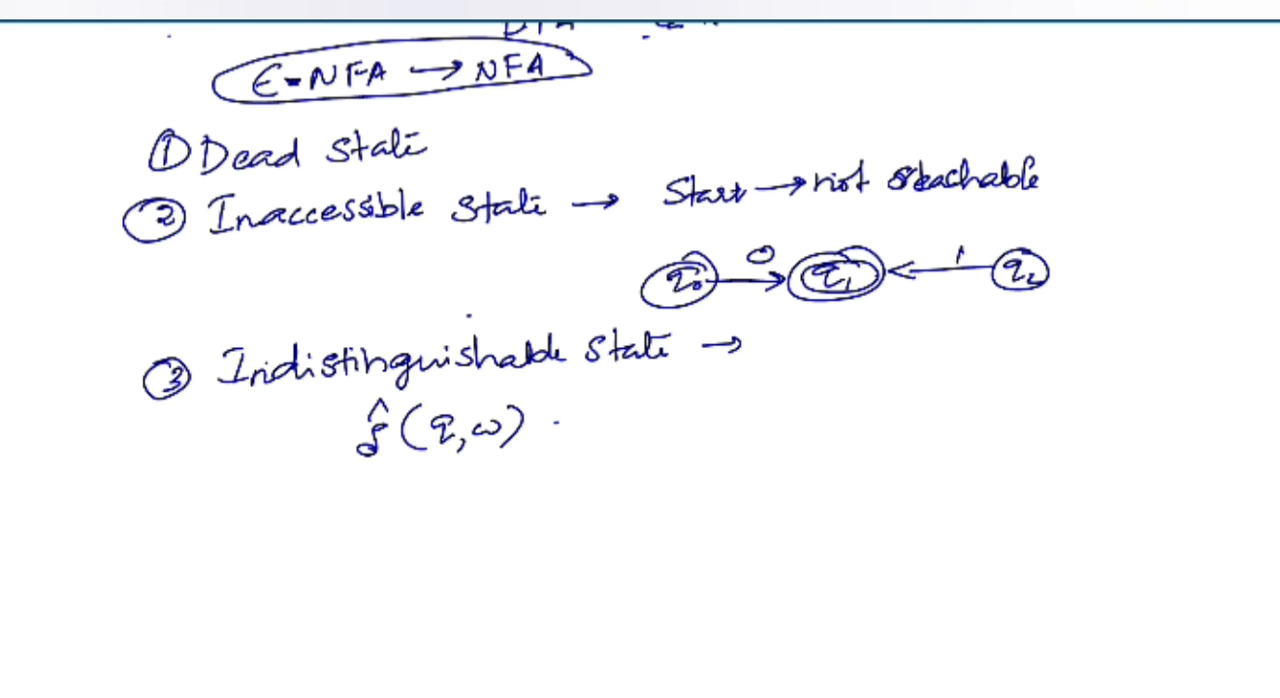 ϵ-NFA → NFA
① Dead State
② Inaccessible State → Start → not reachable
q₀ 0 q₁ 1 q₂
③ Indistinguishable State →
δ̂(q,ω)